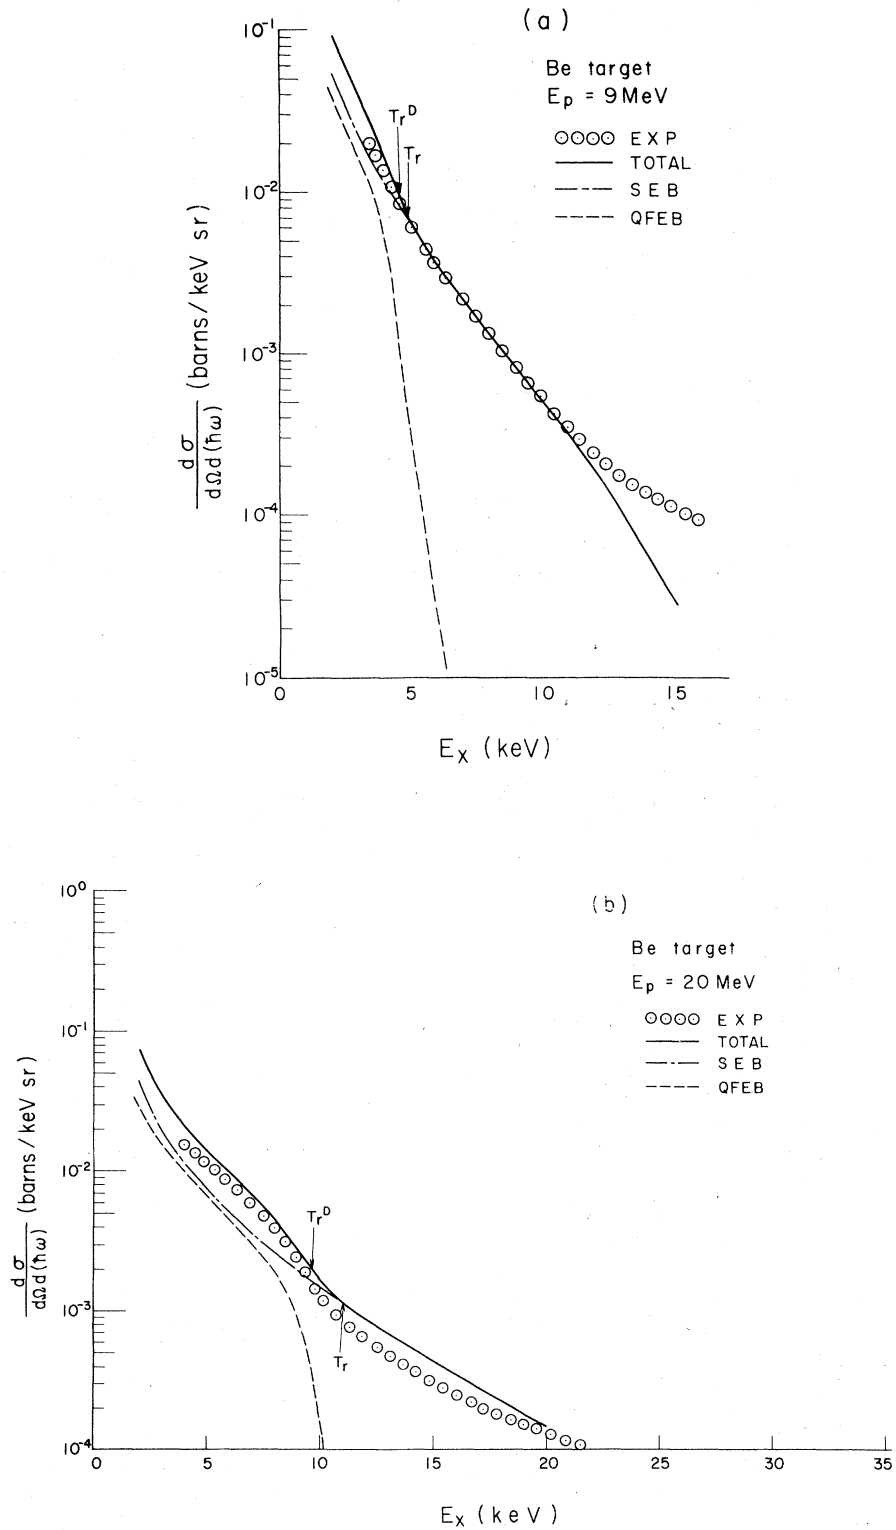 (a)
Be target
E_p = 9 MeV
EXP
TOTAL
SEB
QFEB
10^-1
10^-2
10^-3
10^-4
10^-5
T_r^D
T_r
dσ / dΩd(ħω) (barns / keV sr)
0 5 10 15
E_x (keV)
(b)
Be target
E_p = 20 MeV
EXP
TOTAL
SEB
QFEB
10^0
10^-1
10^-2
10^-3
10^-4
T_r^D
T_r
dσ / dΩd(ħω) (barns / keV sr)
0 5 10 15 20 25 30 35
E_x (keV)